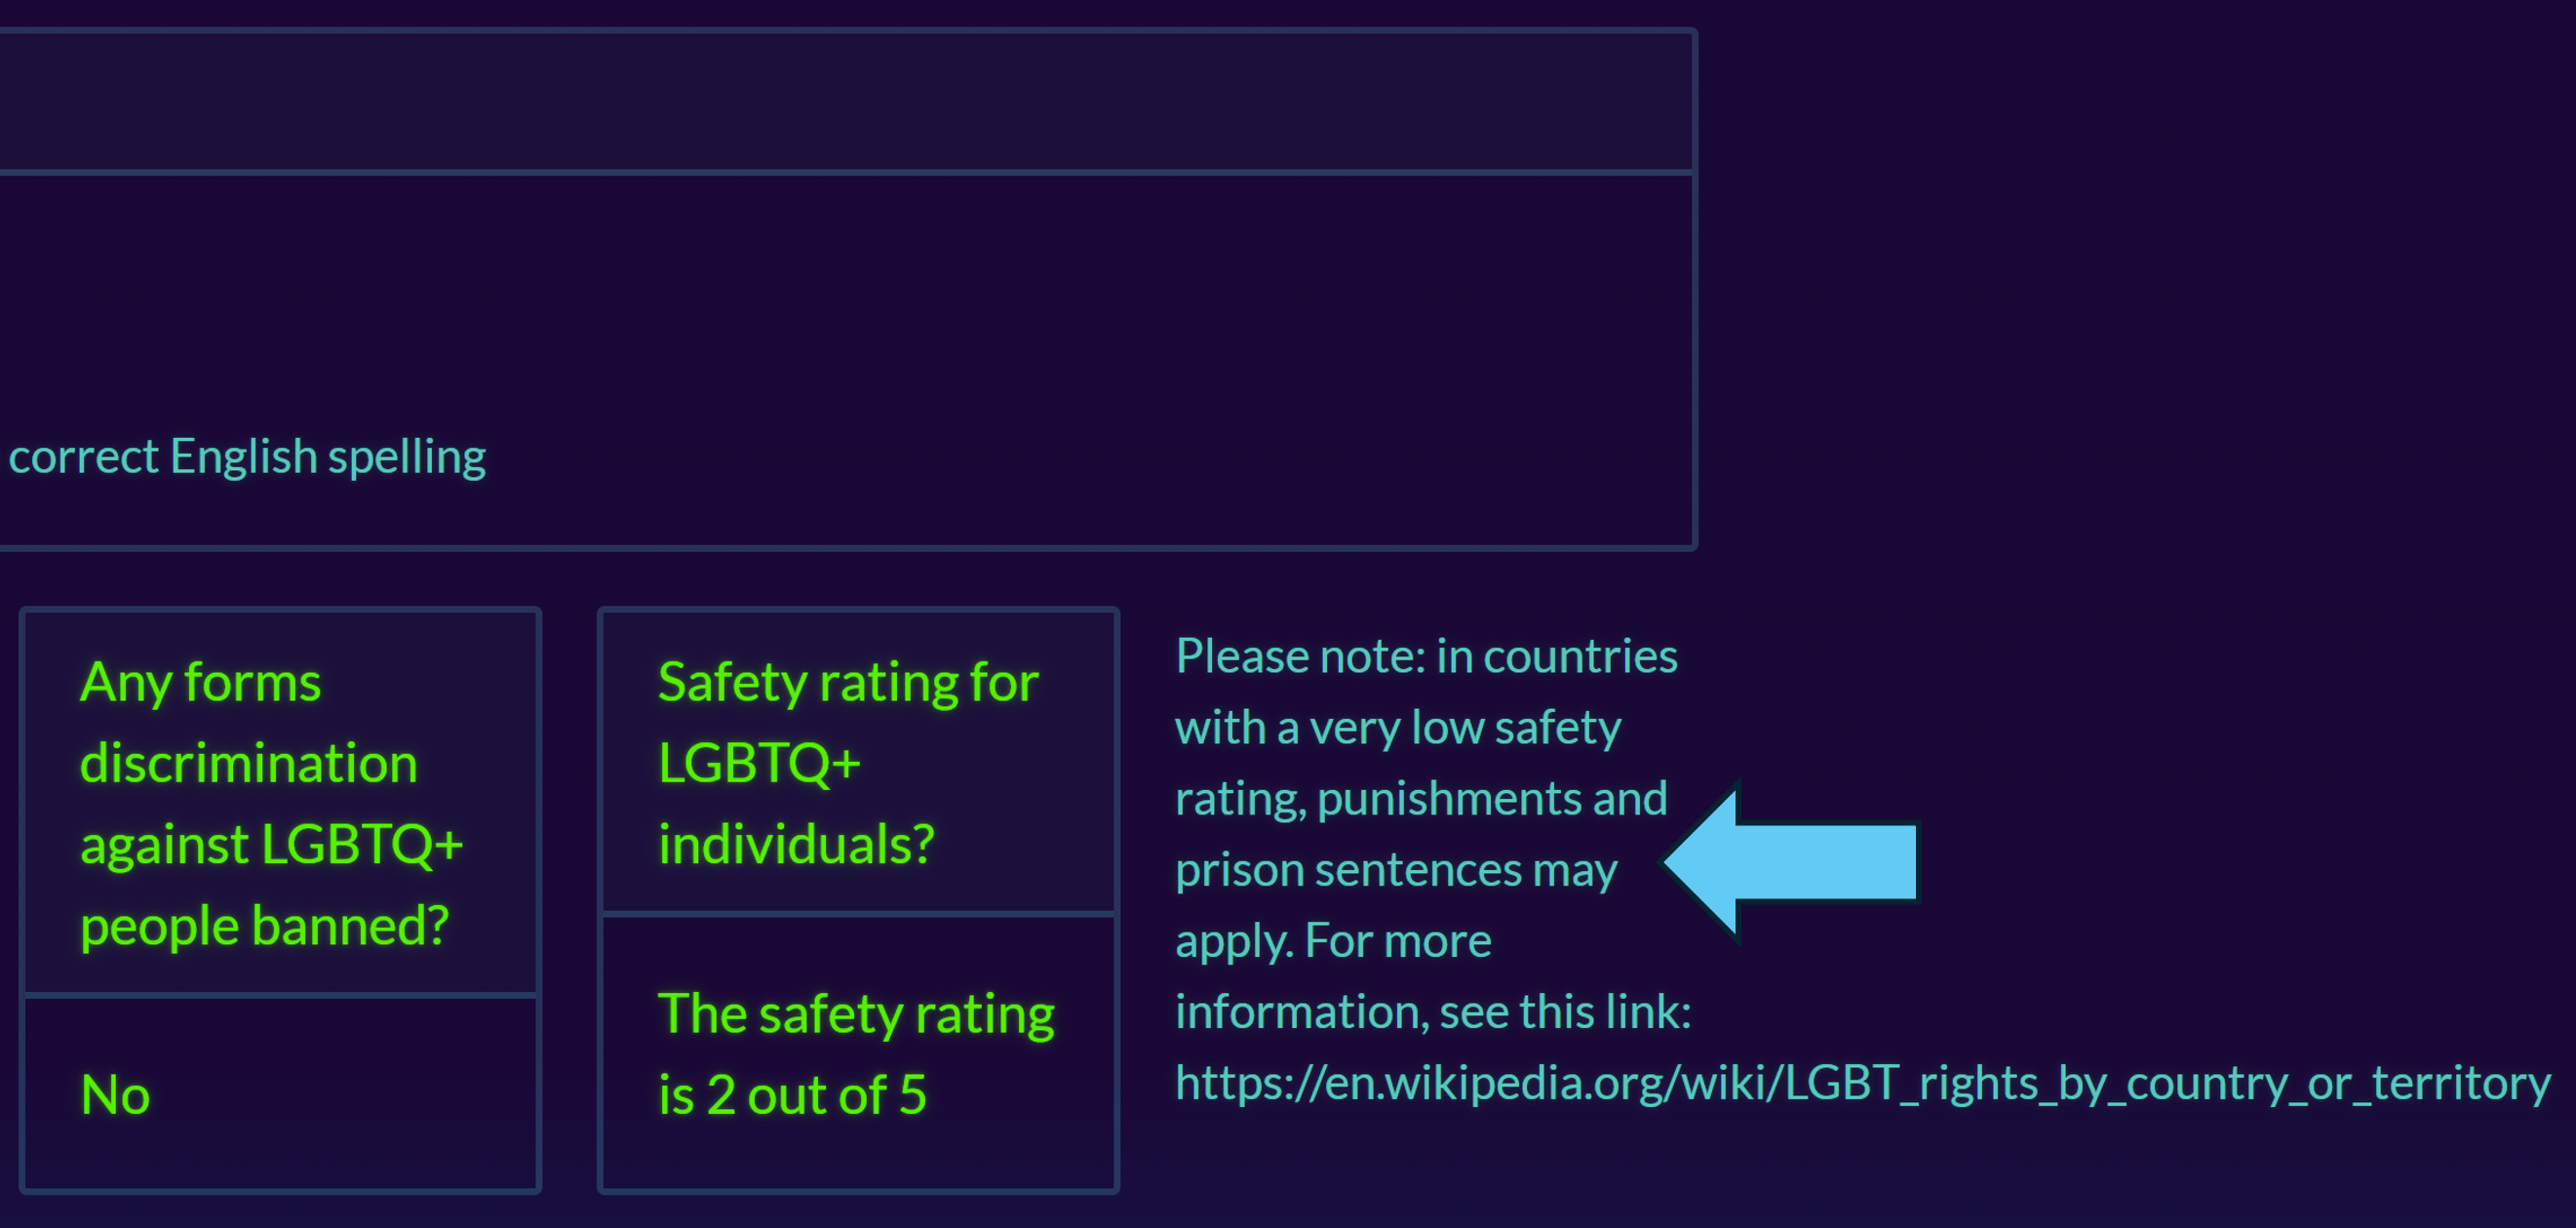 correct English spelling
Any forms
discrimination
against LGBTQ+
people banned?
No
Safety rating for
LGBTQ+
individuals?
The safety rating
is 2 out of 5
Please note: in countries
with a very low safety
rating, punishments and
prison sentences may
apply. For more
information, see this link:
https://en.wikipedia.org/wiki/LGBT_rights_by_country_or_territory